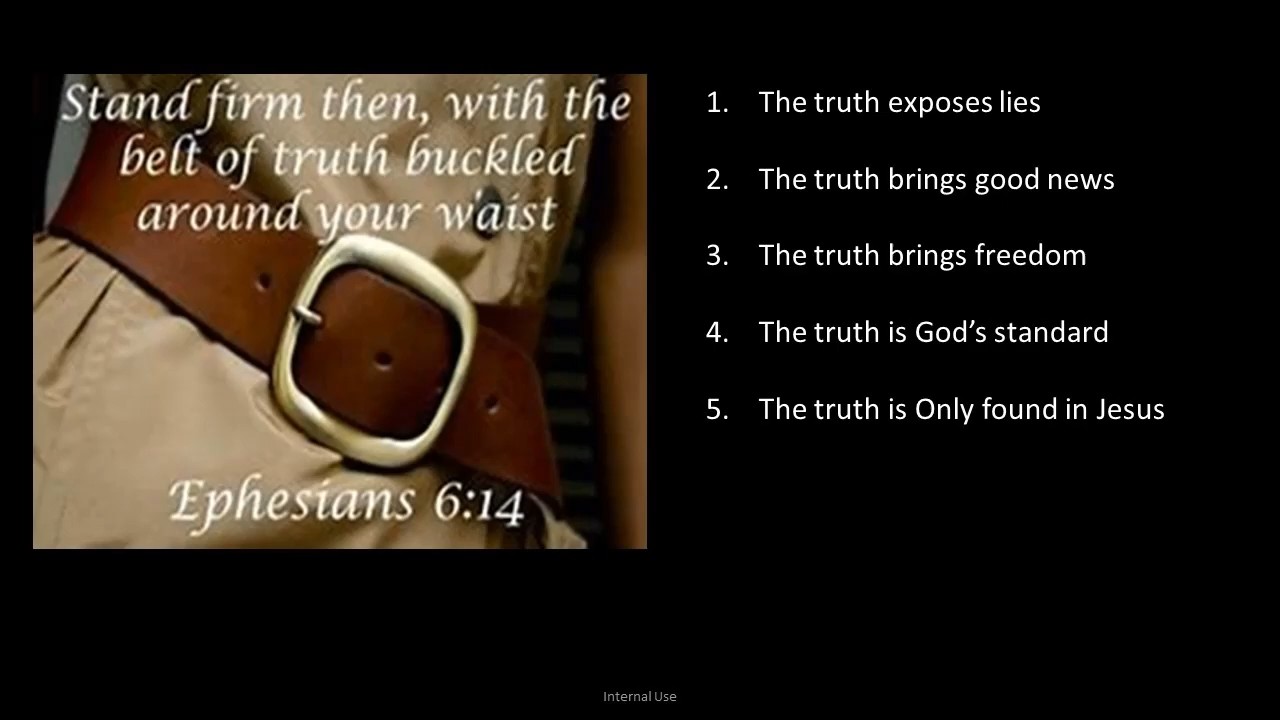 Stand firm then, with the
belt of truth buckled
around your waist
Ephesians 6:14
1. The truth exposes lies
2. The truth brings good news
3. The truth brings freedom
4. The truth is God’s standard
5. The truth is Only found in Jesus
Internal Use